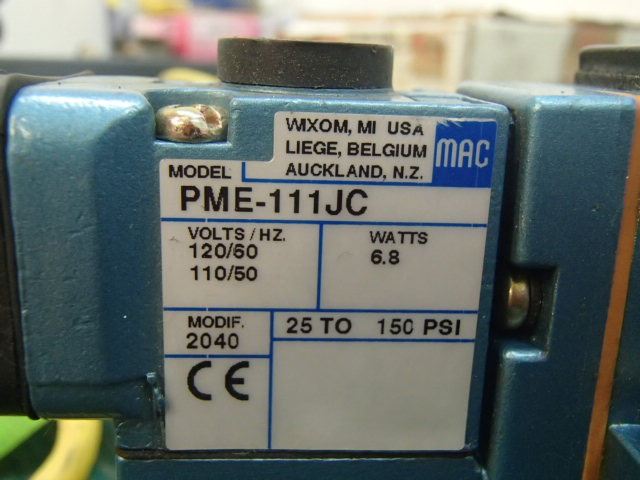 WIXOM, MI USA
LIEGE, BELGIUM
AUCKLAND, N.Z.
MAC
MODEL
PME-111JC
VOLTS / HZ.
120/60
110/50
WATTS
6.8
MODIF.
2040
25 TO 150 PSI
CE